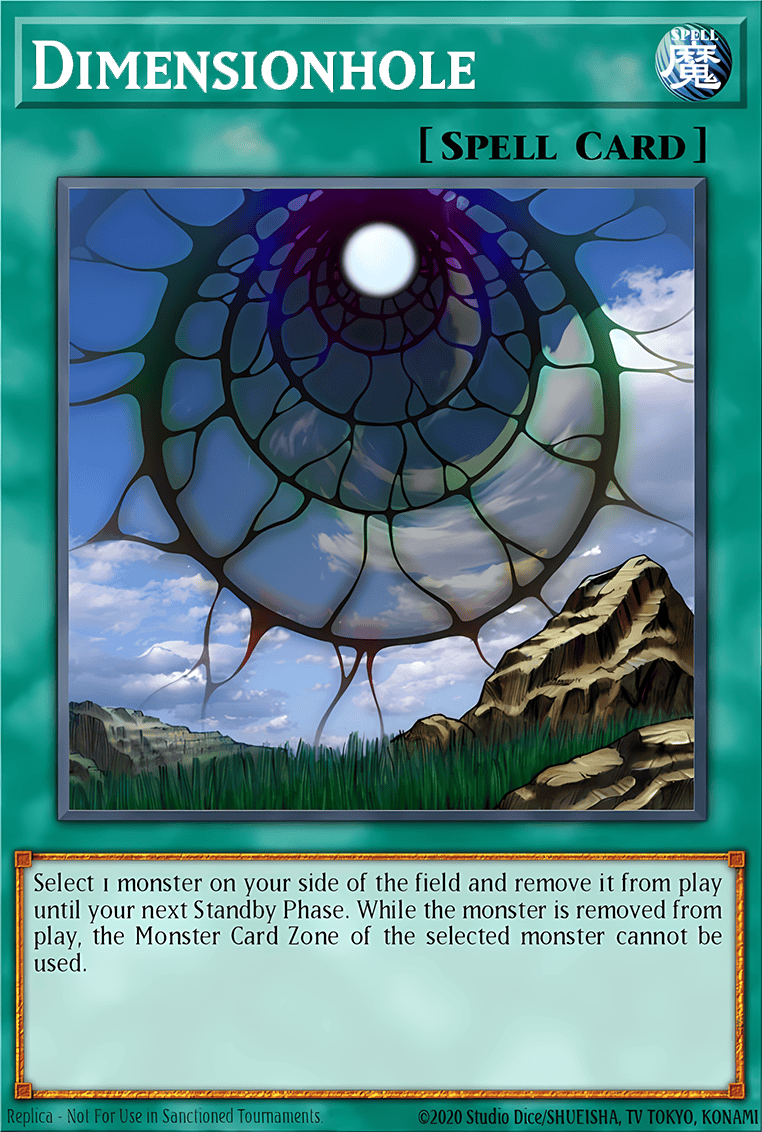 Dimensionhole
SPELL
魔
[Spell Card]
Select 1 monster on your side of the field and remove it from play
until your next Standby Phase. While the monster is removed from
play, the Monster Card Zone of the selected monster cannot be
used.
Replica - Not For Use in Sanctioned Tournaments.
©2020 Studio Dice/SHUEISHA, TV TOKYO, KONAMI